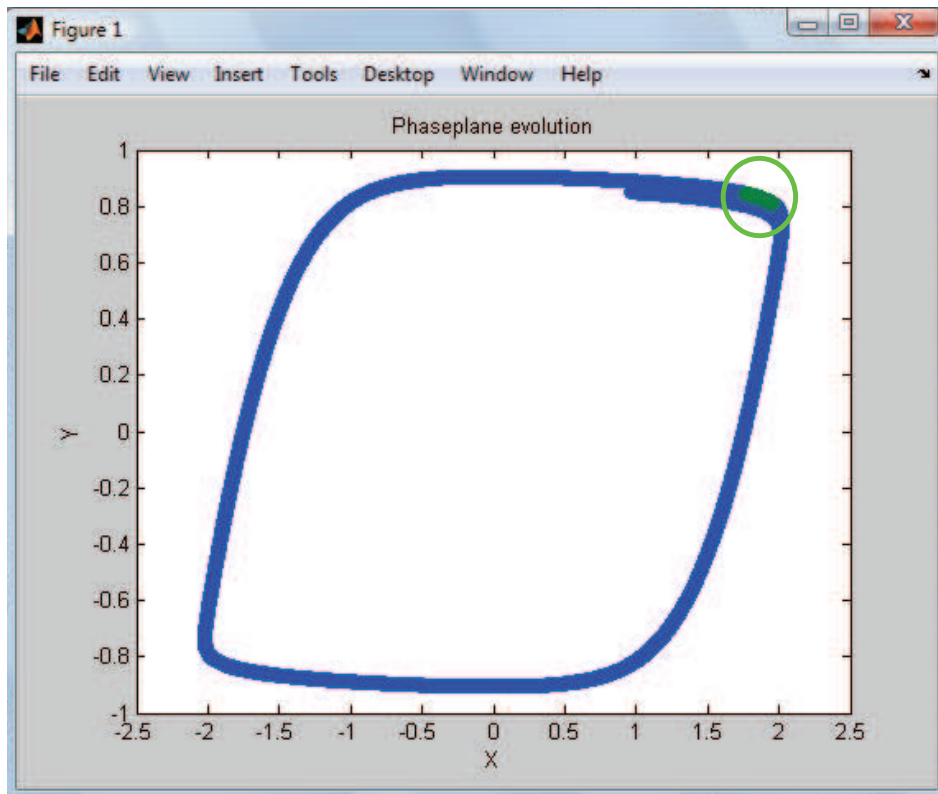 Figure 1
File Edit View Insert Tools Desktop Window Help
Phaseplane evolution
1
0.8
0.6
0.4
0.2
0
-0.2
-0.4
-0.6
-0.8
-1
Y
-2.5 -2 -1.5 -1 -0.5 0 0.5 1 1.5 2 2.5
X